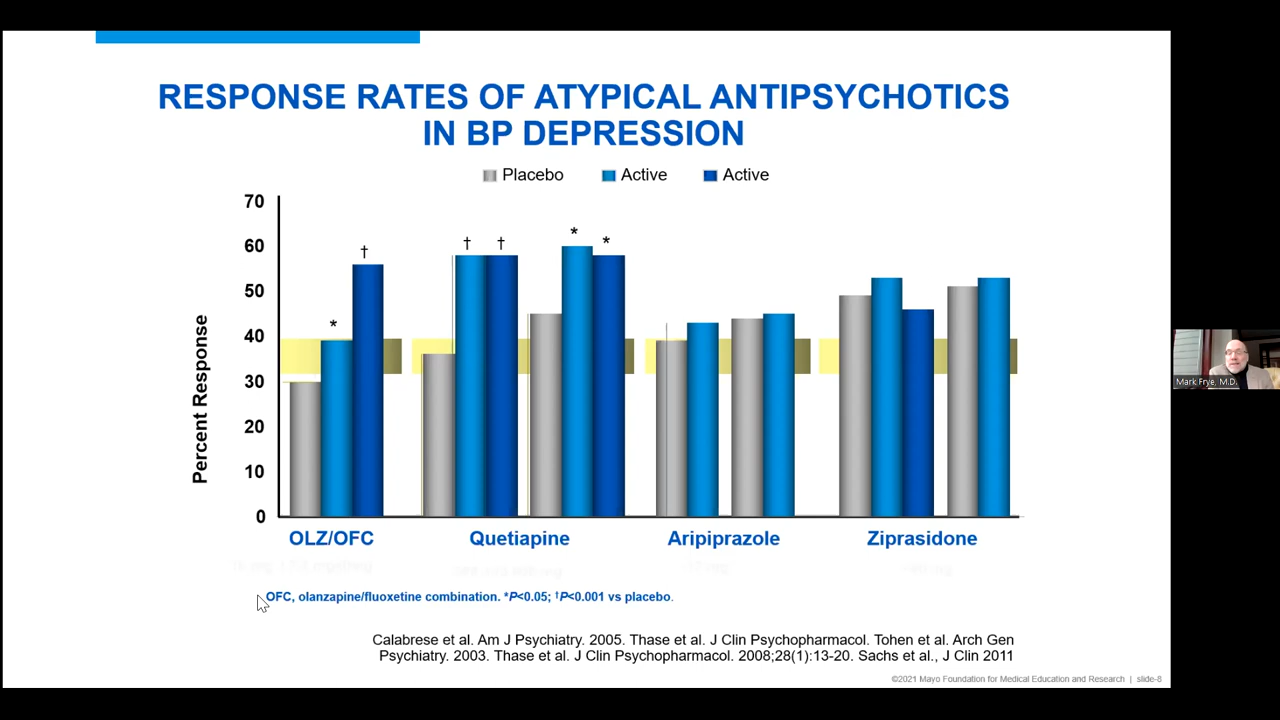 RESPONSE RATES OF ATYPICAL ANTIPSYCHOTICS
IN BP DEPRESSION
Placebo Active Active
Percent Response
70
60
50
40
30
20
10
0
† 
*
† † * *
OLZ/OFC Quetiapine Aripiprazole Ziprasidone
OFC, olanzapine/fluoxetine combination. *P<0.05; †P<0.001 vs placebo.
Calabrese et al. Am J Psychiatry. 2005. Thase et al. J Clin Psychopharmacol. Tohen et al. Arch Gen
Psychiatry. 2003. Thase et al. J Clin Psychopharmacol. 2008;28(1):13-20. Sachs et al., J Clin 2011
©2021 Mayo Foundation for Medical Education and Research | slide-8
Mark Frye, M.D.